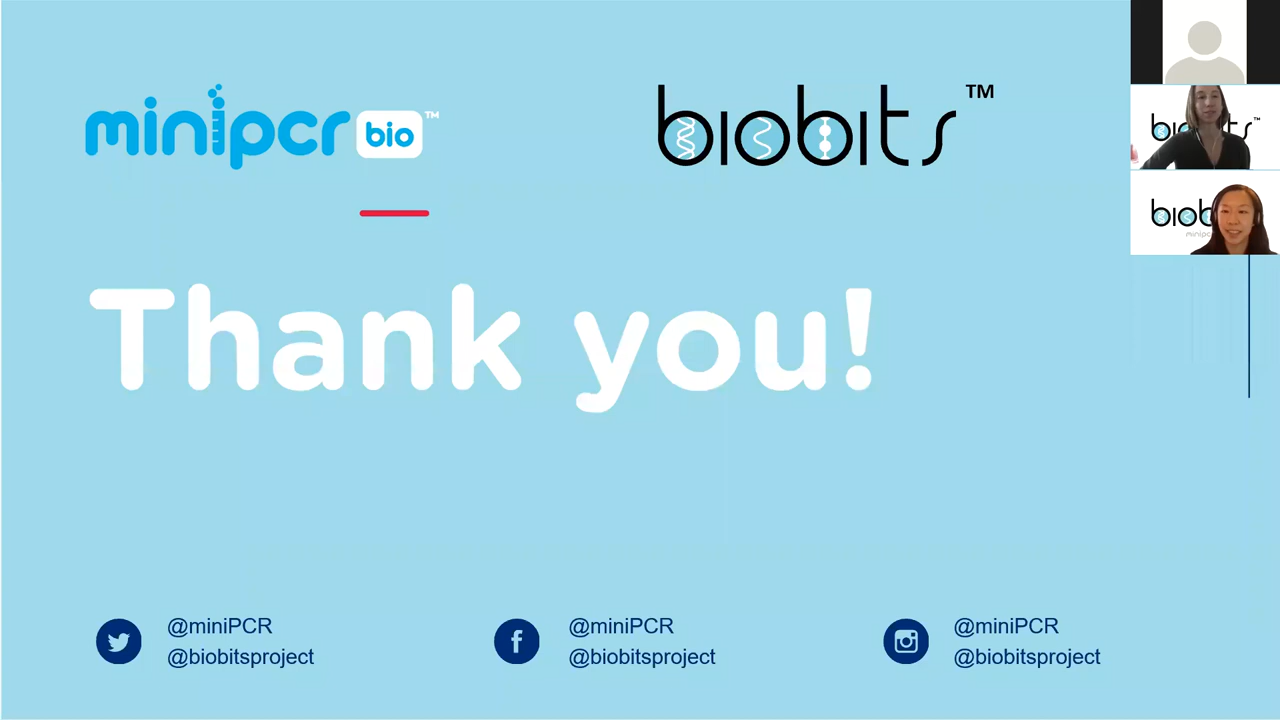 minipcr bio™
biobits™
Thank you!
@miniPCR
@biobitsproject
@miniPCR
@biobitsproject
@miniPCR
@biobitsproject